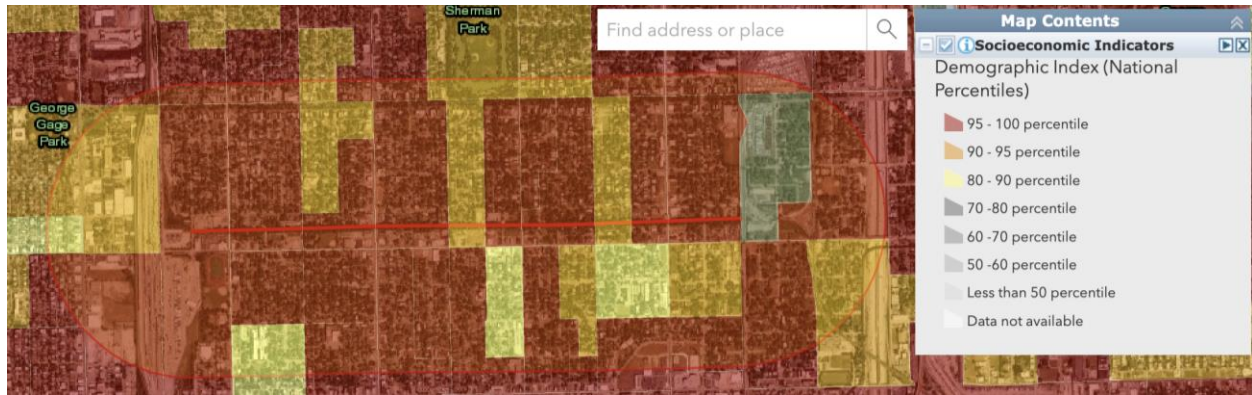 Sherman
Park
George
Gage
Park
Find address or place
Map Contents
Socioeconomic Indicators
Demographic Index (National
Percentiles)
95 - 100 percentile
90 - 95 percentile
80 - 90 percentile
70 -80 percentile
60 -70 percentile
50 -60 percentile
Less than 50 percentile
Data not available